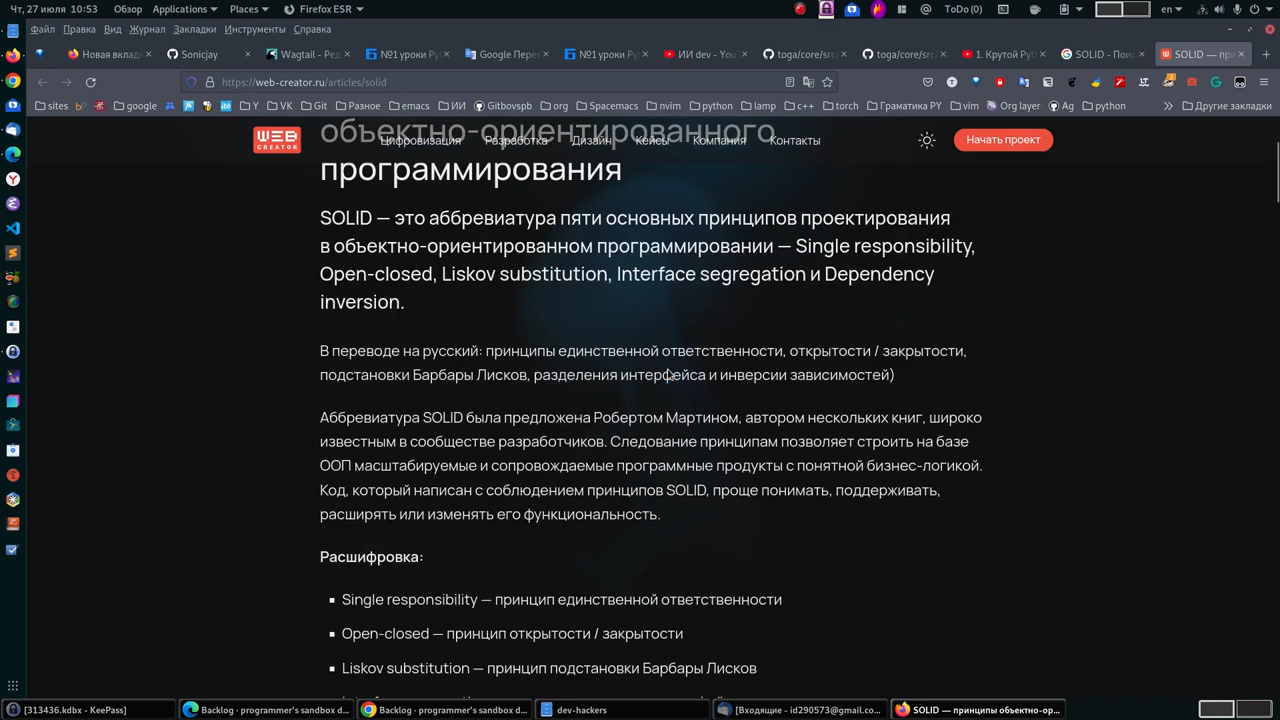 Чт, 27 июля 10:53 Обзор Applications Places Firefox ESR @ ToDo (0) en
Файл Правка Вид Журнал Закладки Инструменты Справка
Новая вклад Sonicjay Wagtail - Ред №1 уроки Py Google Перев №1 уроки Py ИИ dev - You toga/core/src/ toga/core/src/ 1. Крутой Pyt SOLID - Пои SOLID — при
https://web-creator.ru/articles/solid
sites bP google Y VK Git Разное emacs ИИ Gitbovspb org Spacemacs nvim python lamp c++ torch Граматика РУ vim Org layer Ag python Другие закладки
объектно-ориентированного
WEB CREATOR Цифровизация Разработка Дизайн Кейсы Компания Контакты Начать проект
программирования
SOLID — это аббревиатура пяти основных принципов проектирования
в объектно-ориентированном программировании — Single responsibility,
Open-closed, Liskov substitution, Interface segregation и Dependency
inversion.
В переводе на русский: принципы единственной ответственности, открытости / закрытости,
подстановки Барбары Лисков, разделения интерфейса и инверсии зависимостей)
Аббревиатура SOLID была предложена Робертом Мартином, автором нескольких книг, широко
известным в сообществе разработчиков. Следование принципам позволяет строить на базе
ООП масштабируемые и сопровождаемые программные продукты с понятной бизнес-логикой.
Код, который написан с соблюдением принципов SOLID, проще понимать, поддерживать,
расширять или изменять его функциональность.
Расшифровка:
Single responsibility — принцип единственной ответственности
Open-closed — принцип открытости / закрытости
Liskov substitution — принцип подстановки Барбары Лисков
[313436.kdbx - KeePass] Backlog · programmer's sandbox d... Backlog · programmer's sandbox d... dev-hackers [Входящие - id290573@gmail.co... SOLID — принципы объектно-ор...